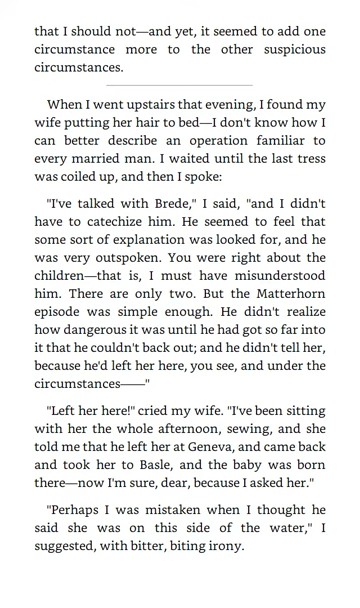 that I should not—and yet, it seemed to add one
circumstance more to the other suspicious
circumstances.
When I went upstairs that evening, I found my
wife putting her hair to bed—I don't know how I
can better describe an operation familiar to
every married man. I waited until the last tress
was coiled up, and then I spoke:
"I've talked with Brede," I said, "and I didn't
have to catechize him. He seemed to feel that
some sort of explanation was looked for, and he
was very outspoken. You were right about the
children—that is, I must have misunderstood
him. There are only two. But the Matterhorn
episode was simple enough. He didn't realize
how dangerous it was until he had got so far into
it that he couldn't back out; and he didn't tell her,
because he'd left her here, you see, and under the
circumstances——"
"Left her here!" cried my wife. "I've been sitting
with her the whole afternoon, sewing, and she
told me that he left her at Geneva, and came back
and took her to Basle, and the baby was born
there—now I'm sure, dear, because I asked her."
"Perhaps I was mistaken when I thought he
said she was on this side of the water," I
suggested, with bitter, biting irony.